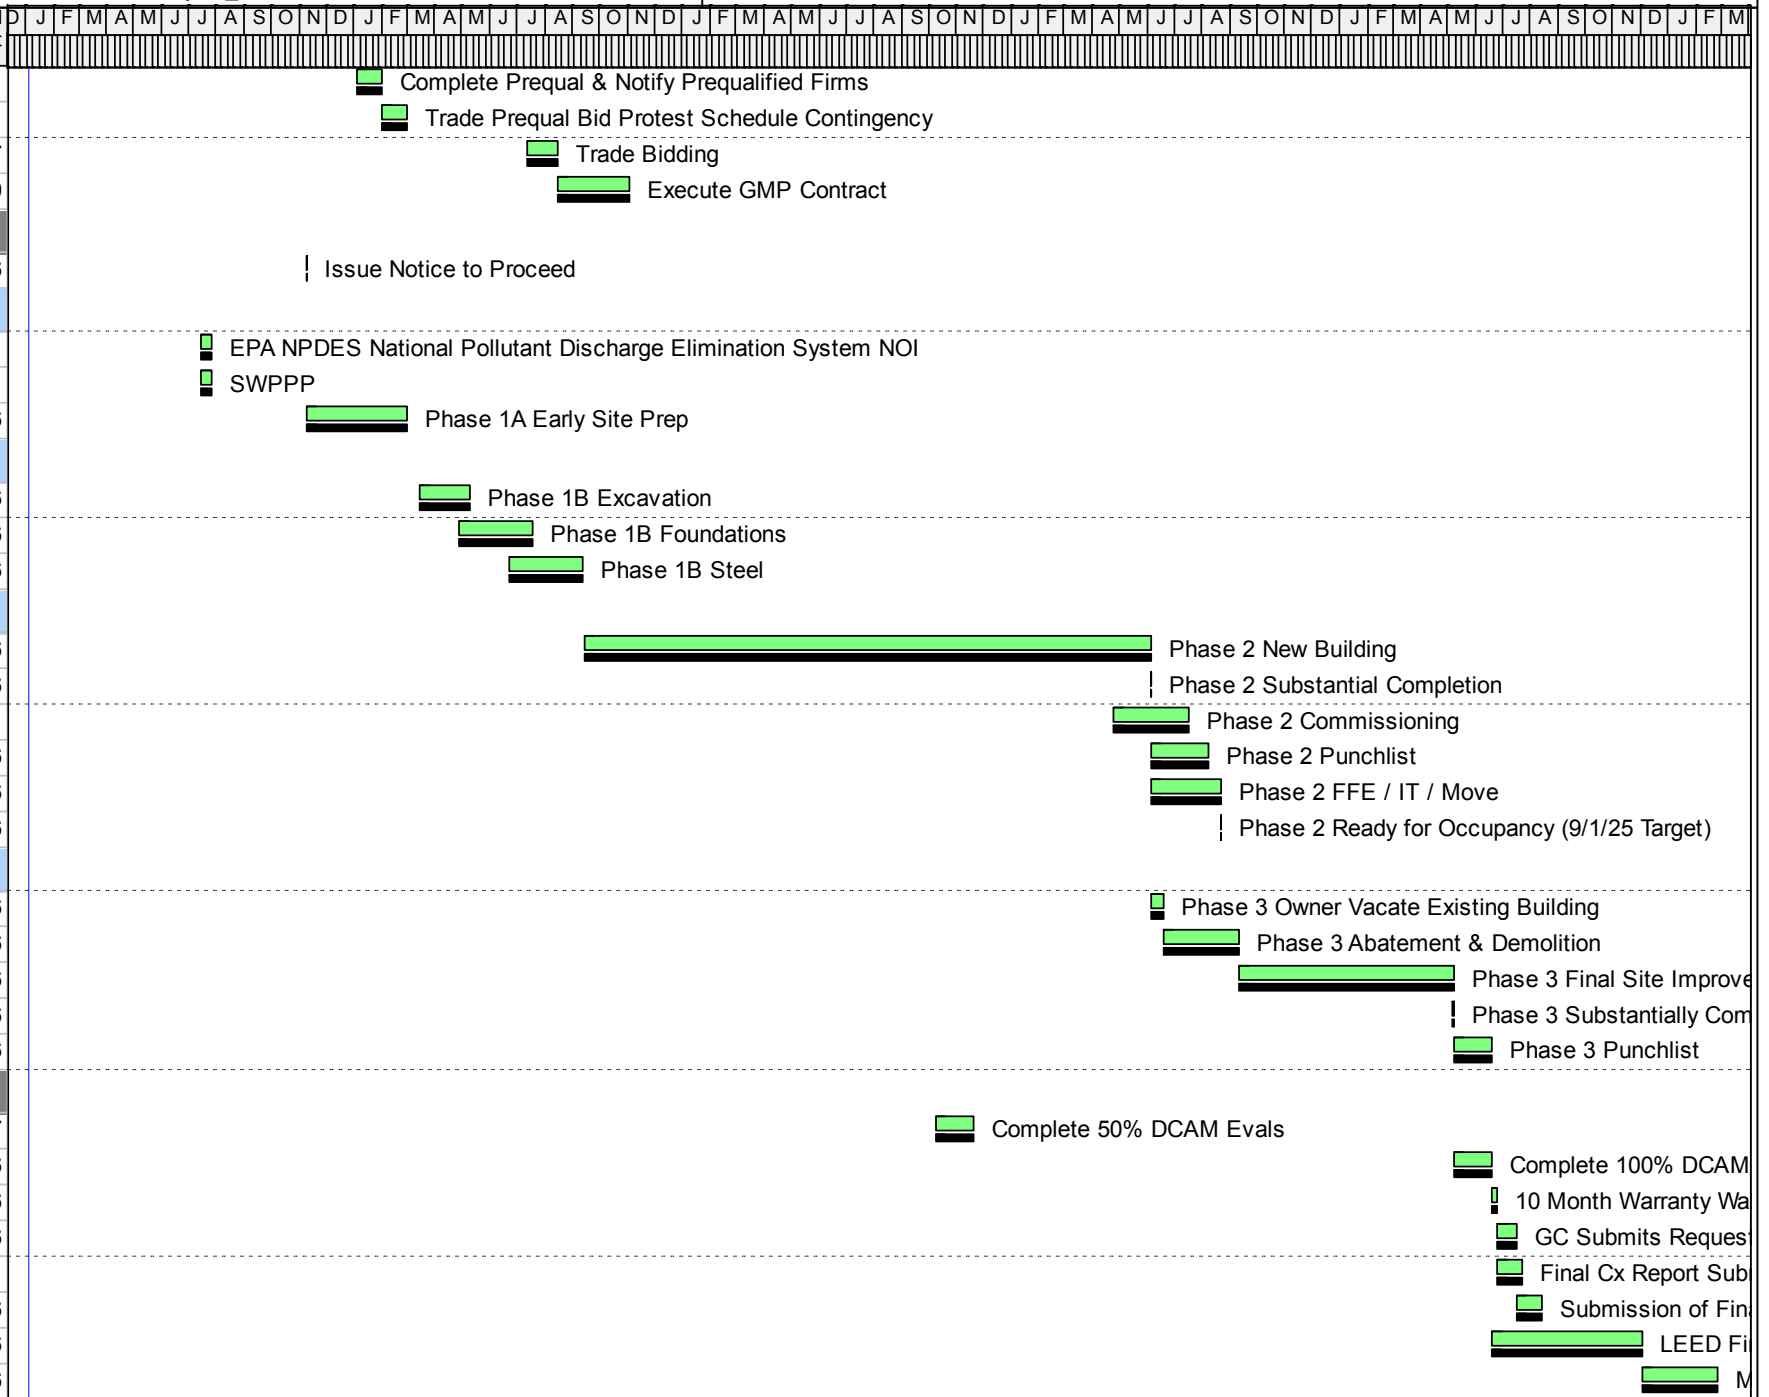 D J F M A M J J A S O N D J F M A M J J A S O N D J F M A M J J A S O N D J F M A M J J A S O N D J F M A M J J A S O N D J F M
Complete Prequal & Notify Prequalified Firms
Trade Prequal Bid Protest Schedule Contingency
Trade Bidding
Execute GMP Contract
Issue Notice to Proceed
EPA NPDES National Pollutant Discharge Elimination System NOI
SWPPP
Phase 1A Early Site Prep
Phase 1B Excavation
Phase 1B Foundations
Phase 1B Steel
Phase 2 New Building
Phase 2 Substantial Completion
Phase 2 Commissioning
Phase 2 Punchlist
Phase 2 FFE / IT / Move
Phase 2 Ready for Occupancy (9/1/25 Target)
Phase 3 Owner Vacate Existing Building
Phase 3 Abatement & Demolition
Phase 3 Final Site Improve
Phase 3 Substantially Com
Phase 3 Punchlist
Complete 50% DCAM Evals
Complete 100% DCAM
10 Month Warranty Wa
GC Submits Request
Final Cx Report Sub
Submission of Fin
LEED Fi
M